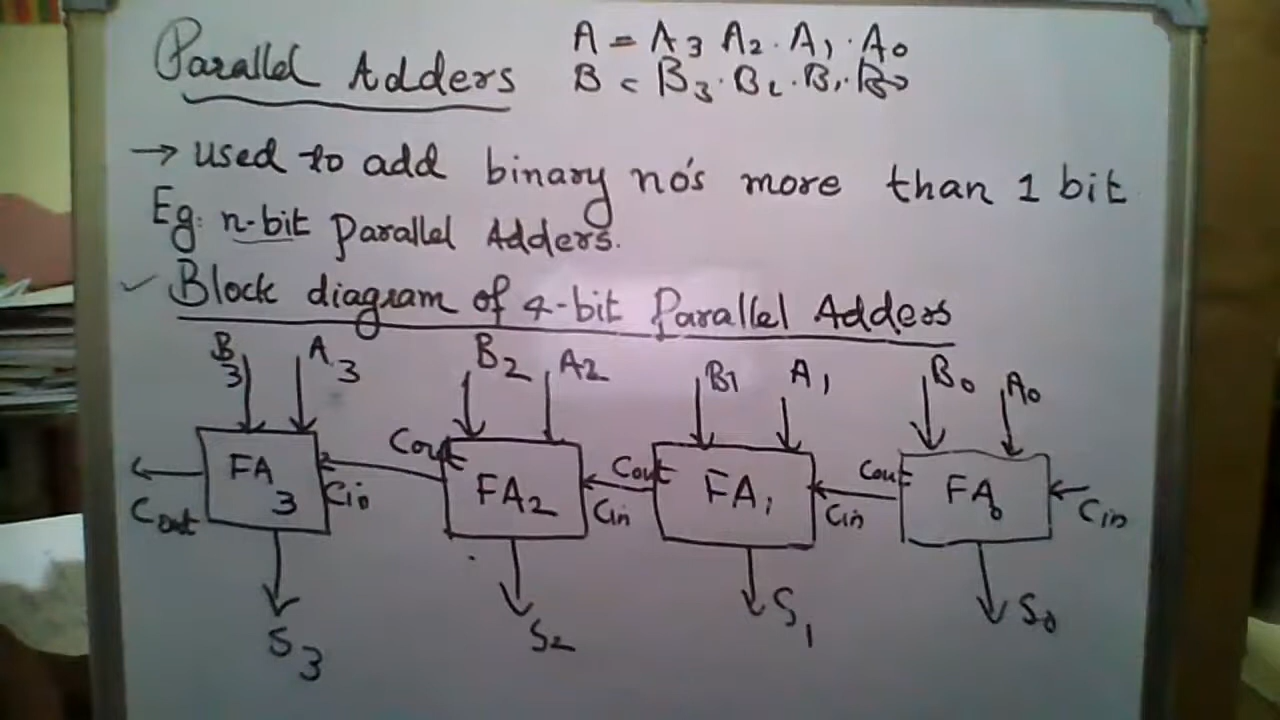 Parallel Adders
A = A3 A2 . A1 . A0
B = B3 . B2 . B1 . B0
→ used to add binary no's more than 1 bit
Eg: n-bit Parallel Adders.
✓ Block diagram of 4-bit Parallel Adders
B3 A3 B2 A2 B1 A1 B0 A0
Cout FA3 Cin Cout FA2 Cin Cout FA1 Cin Cout FA0 Cin
S3 S2 S1 S0